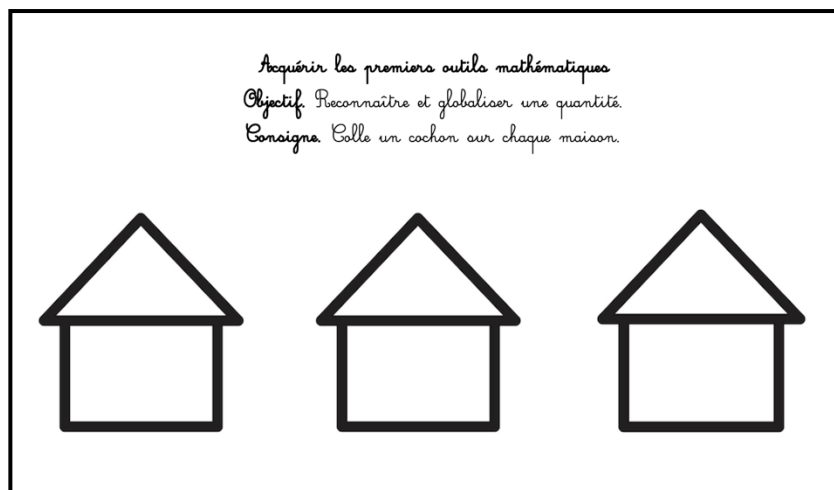 Acquérir les premiers outils mathématiques
Objectif. Reconnaître et globaliser une quantité.
Consigne. Colle un cochon sur chaque maison.